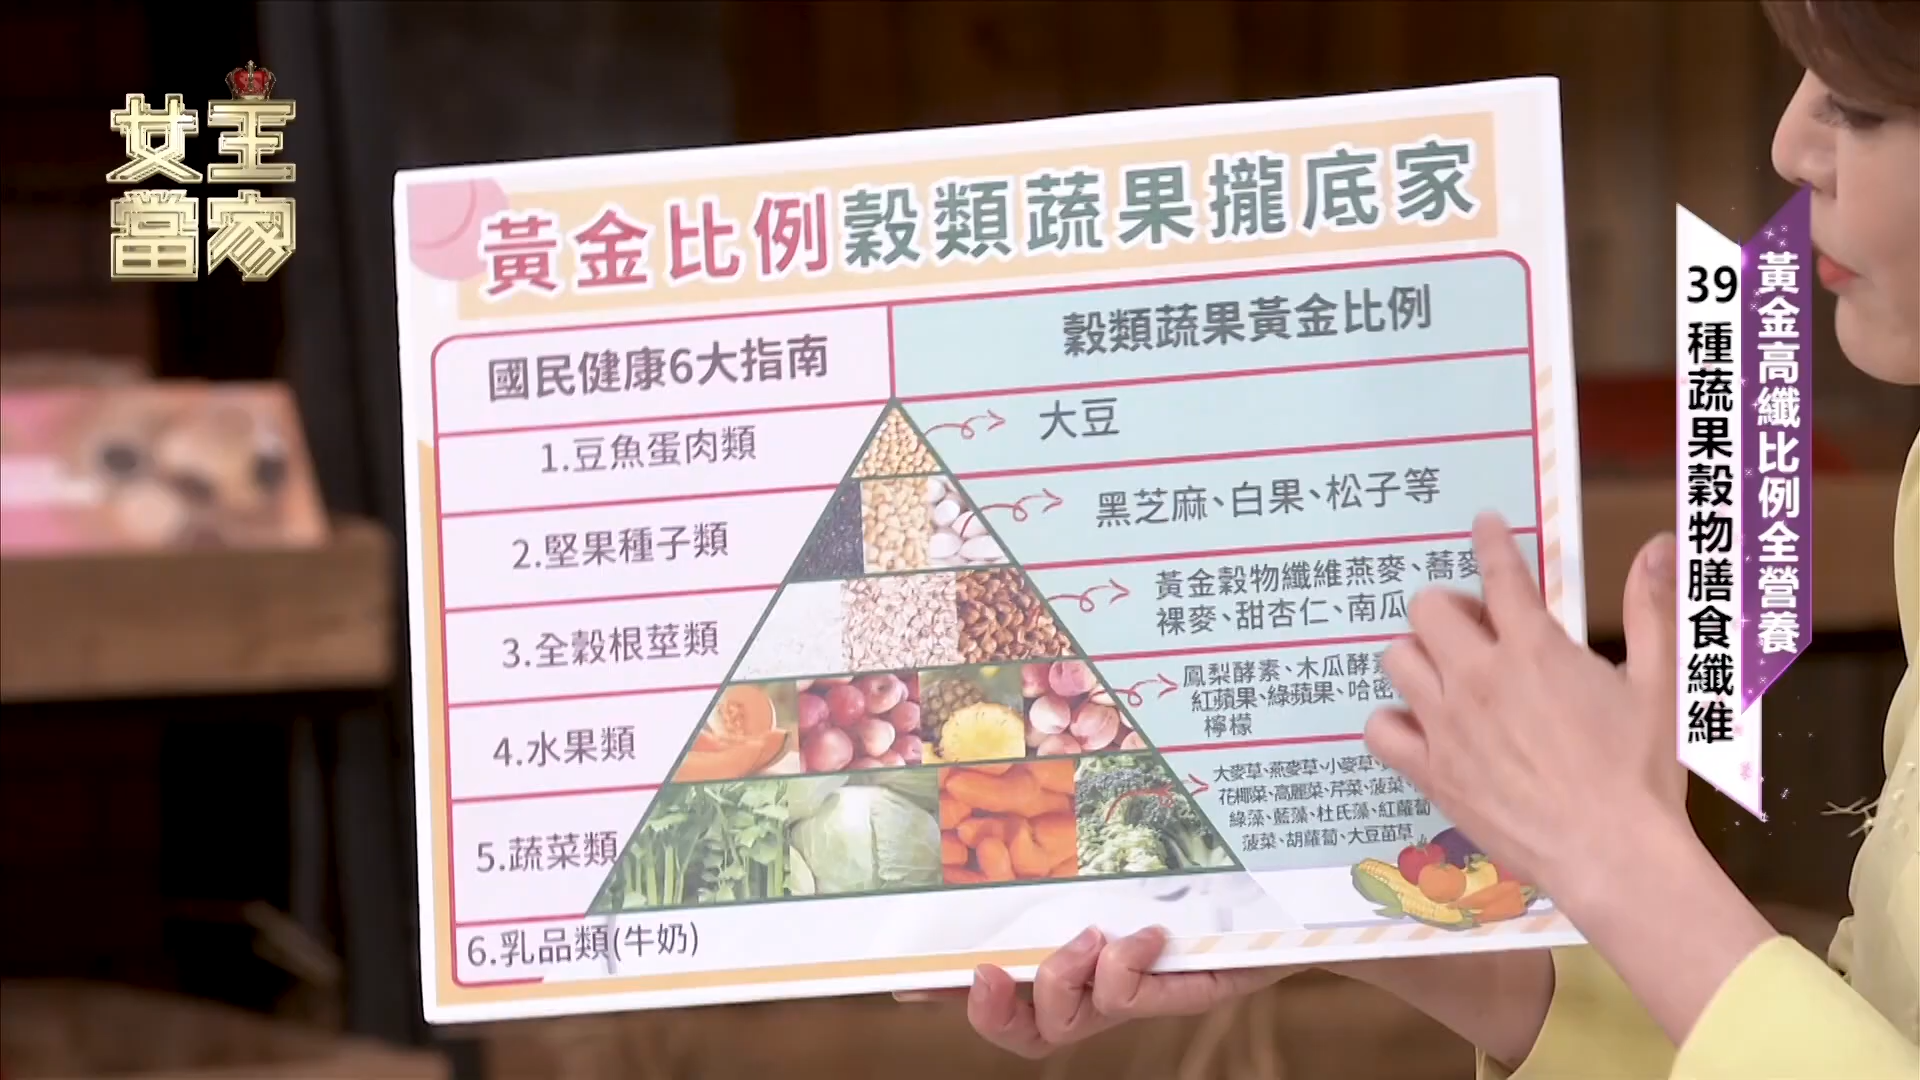 女王
當家
黃金比例穀類蔬果攏底家
國民健康6大指南
穀類蔬果黃金比例
1.豆魚蛋肉類
大豆
2.堅果種子類
黑芝麻、白果、松子等
3.全穀根莖類
黃金穀物纖維燕麥、蕎麥
裸麥、甜杏仁、南瓜
4.水果類
鳳梨酵素、木瓜酵素
紅蘋果、綠蘋果、哈密
檸檬
5.蔬菜類
大麥草、燕麥草、小麥草、
花椰菜、高麗菜、芹菜、菠菜、
綠藻、藍藻、杜氏藻、紅蘿蔔
菠菜、胡蘿蔔、大豆苗草
6.乳品類(牛奶)
黃金高纖比例全營養
39種蔬果穀物膳食纖維